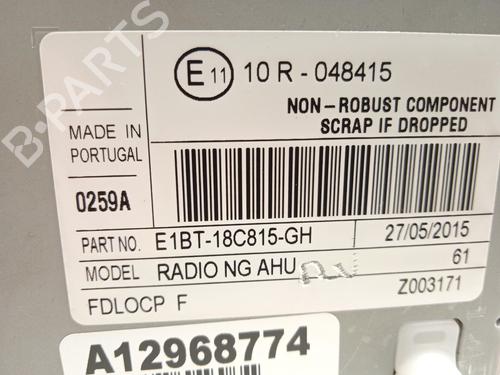 E 11 10 R - 048415
NON-ROBUST COMPONENT
SCRAP IF DROPPED
MADE IN
PORTUGAL
0259A
PART NO. E1BT-18C815-GH 27/05/2015
MODEL RADIO NG AHU 61
FDLOCP F Z003171
A12968774
B-PARTS